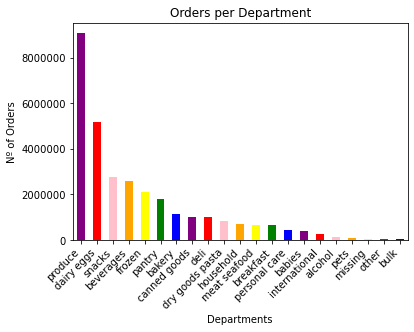 Orders per Department
Nº of Orders
8000000
6000000
4000000
2000000
0
produce
dairy eggs
snacks
beverages
frozen
pantry
bakery
canned goods
deli
dry goods pasta
household
meat seafood
breakfast
personal care
babies
international
alcohol
pets
missing
other
bulk
Departments